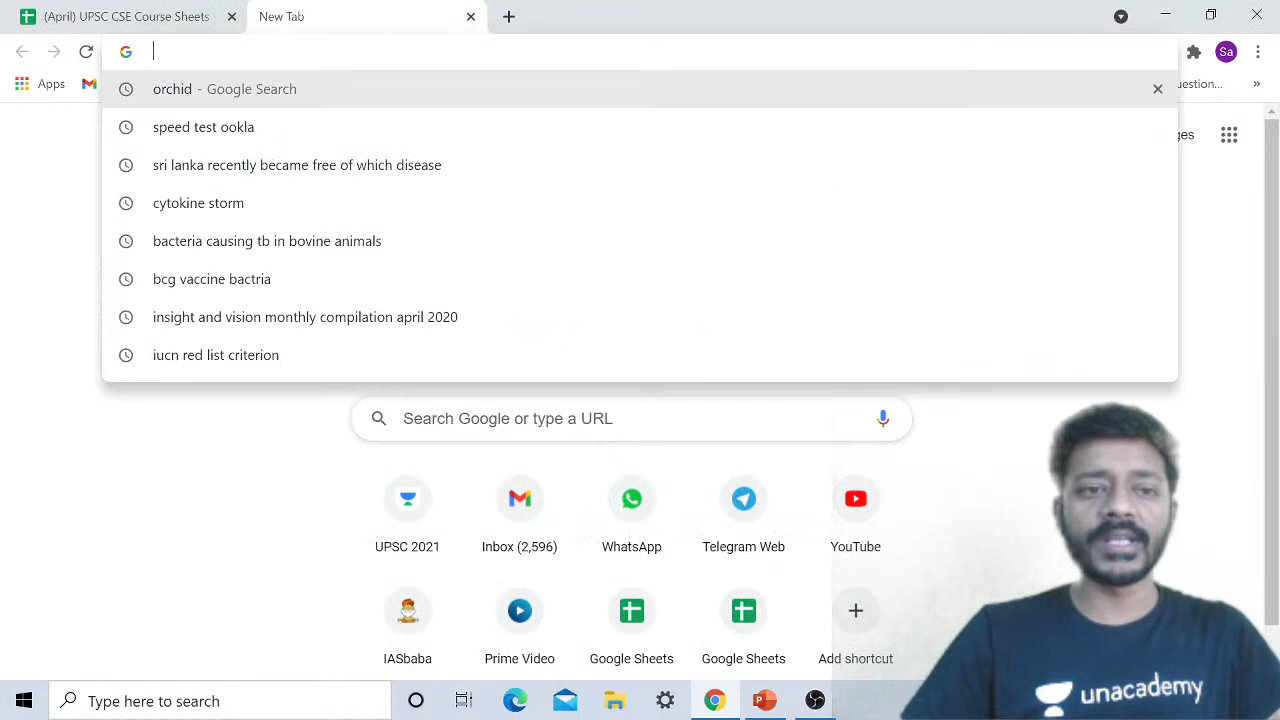 (April) UPSC CSE Course Sheets
New Tab
Sa
Apps
uestion...
»
orchid - Google Search
speed test ookla
sri lanka recently became free of which disease
ges
cytokine storm
bacteria causing tb in bovine animals
bcg vaccine bactria
insight and vision monthly compilation april 2020
iucn red list criterion
Search Google or type a URL
UPSC 2021
Inbox (2,596)
WhatsApp
Telegram Web
YouTube
IASbaba
Prime Video
Google Sheets
Google Sheets
Add shortcut
Type here to search
unacademy